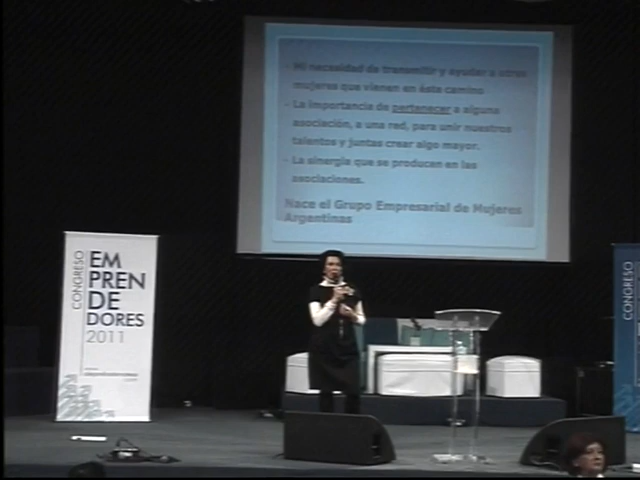 - Mi necesidad de transmitir y ayudar a otras
mujeres que vienen en éste camino
- La importancia de pertenecer a alguna
asociación, a una red, para unir nuestros
talentos y juntas crear algo mayor.
- La sinergia que se producen en las
asociaciones.
Nace el Grupo Empresarial de Mujeres
Argentinas
CONGRESO
EM
PREN
DE
DORES
2011
CONGRESO